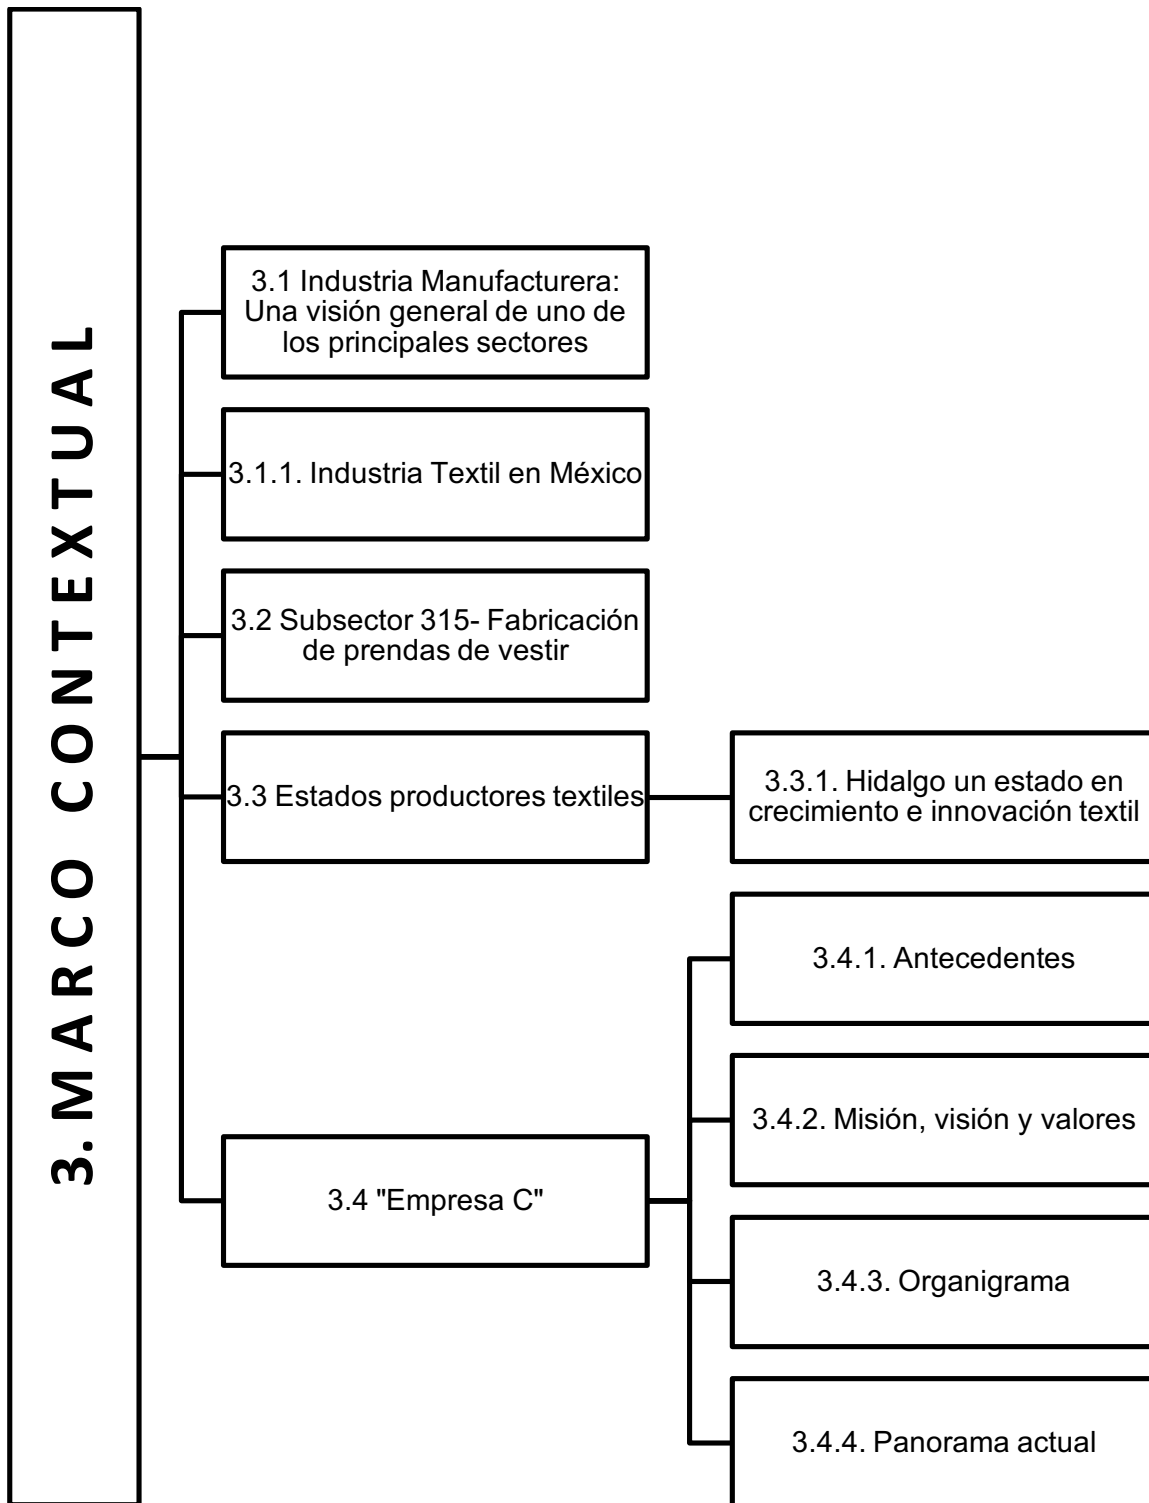 3. MARCO CONTEXTUAL
3.1 Industria Manufacturera:
Una visión general de uno de
los principales sectores
3.1.1. Industria Textil en México
3.2 Subsector 315- Fabricación
de prendas de vestir
3.3 Estados productores textiles
3.3.1. Hidalgo un estado en
crecimiento e innovación textil
3.4 "Empresa C"
3.4.1. Antecedentes
3.4.2. Misión, visión y valores
3.4.3. Organigrama
3.4.4. Panorama actual